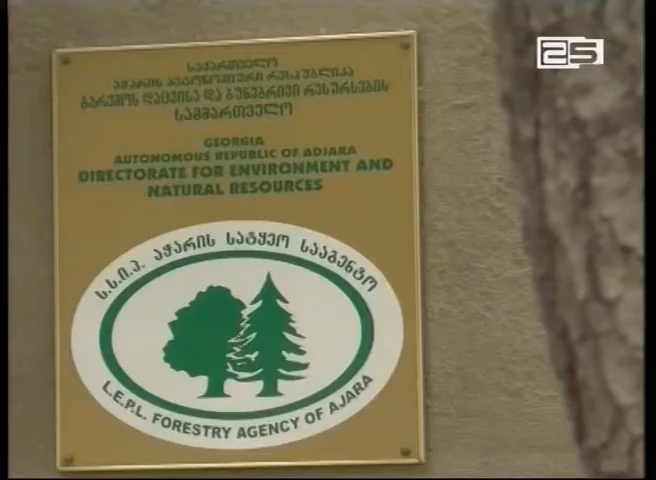 25
საქართველო
აჭარის ავტონომიური რესპუბლიკა
გარემოს დაცვისა და ბუნებრივი რესურსების
სამმართველო
GEORGIA
AUTONOMOUS REPUBLIC OF ADJARA
DIRECTORATE FOR ENVIRONMENT AND
NATURAL RESOURCES
ს.ს.ი.პ. აჭარის სატყეო სააგენტო
L.E.P.L. FORESTRY AGENCY OF AJARA